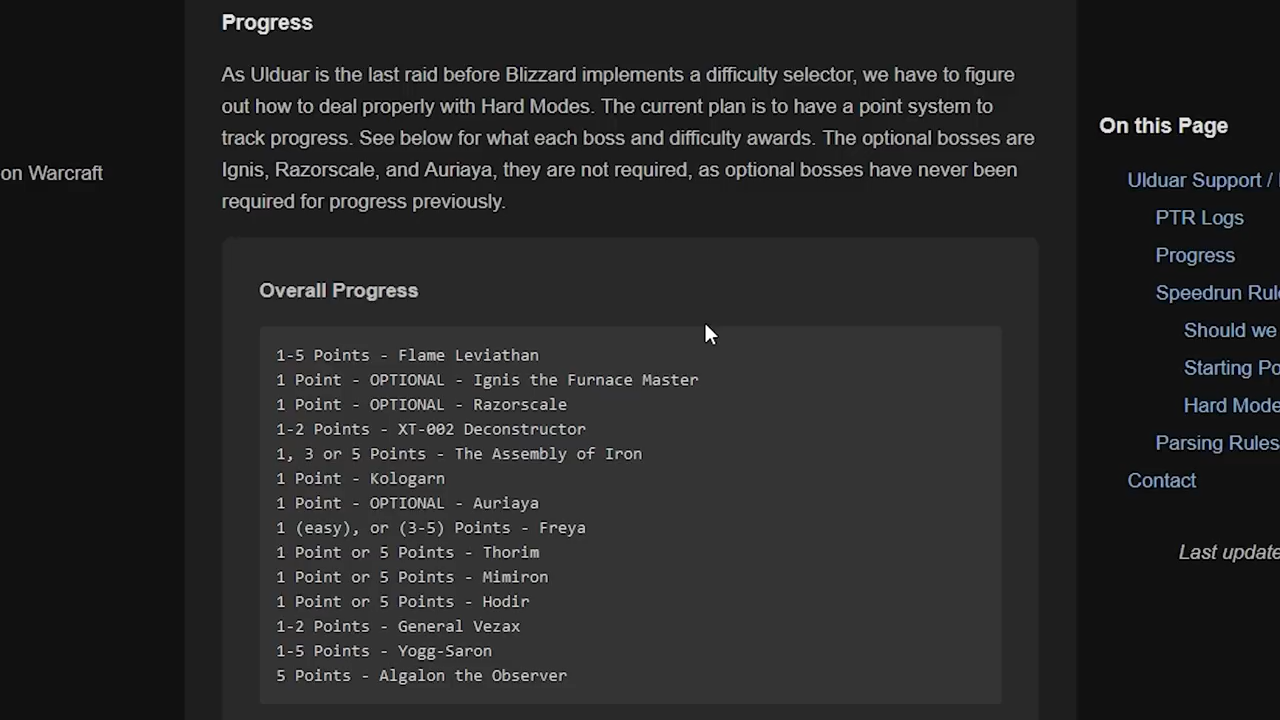 Progress
As Ulduar is the last raid before Blizzard implements a difficulty selector, we have to figure
out how to deal properly with Hard Modes. The current plan is to have a point system to
track progress. See below for what each boss and difficulty awards. The optional bosses are
Ignis, Razorscale, and Auriaya, they are not required, as optional bosses have never been
required for progress previously.
on Warcraft
Overall Progress
1-5 Points - Flame Leviathan
1 Point - OPTIONAL - Ignis the Furnace Master
1 Point - OPTIONAL - Razorscale
1-2 Points - XT-002 Deconstructor
1, 3 or 5 Points - The Assembly of Iron
1 Point - Kologarn
1 Point - OPTIONAL - Auriaya
1 (easy), or (3-5) Points - Freya
1 Point or 5 Points - Thorim
1 Point or 5 Points - Mimiron
1 Point or 5 Points - Hodir
1-2 Points - General Vezax
1-5 Points - Yogg-Saron
5 Points - Algalon the Observer
On this Page
Ulduar Support /
PTR Logs
Progress
Speedrun Rul
Should we
Starting Po
Hard Mode
Parsing Rules
Contact
Last update